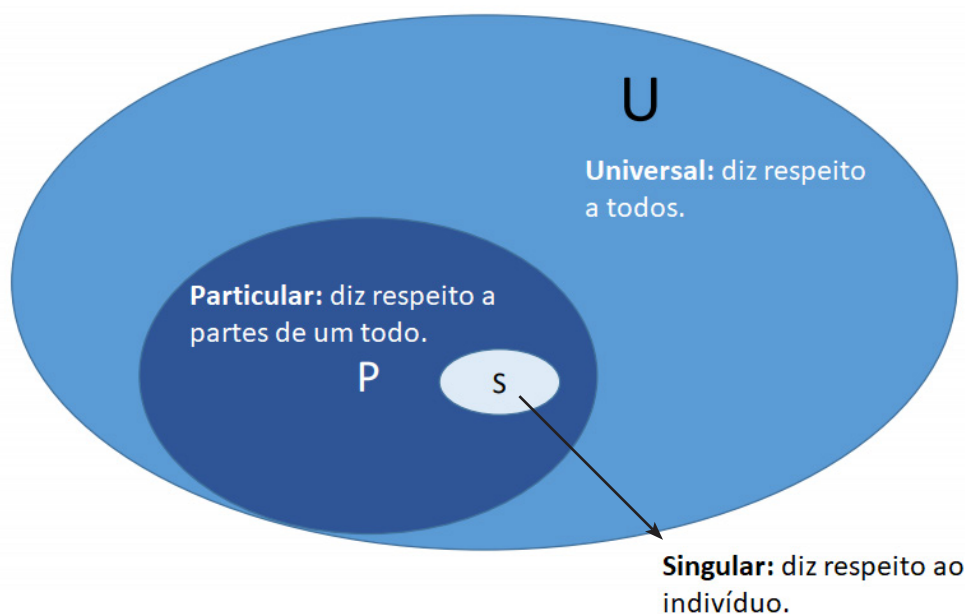 U
Universal: diz respeito
a todos.
Particular: diz respeito a
partes de um todo.
P
S
Singular: diz respeito ao
indivíduo.